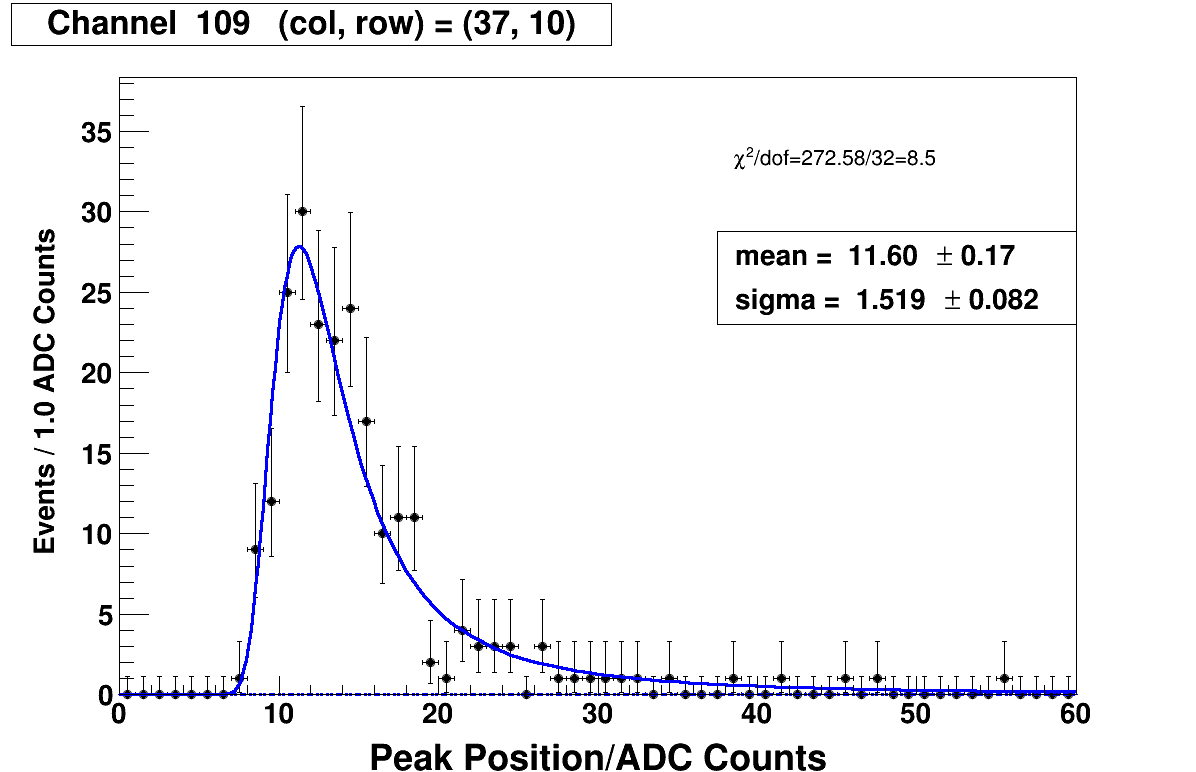 Channel 109 (col, row) = (37, 10)
χ²/dof=272.58/32=8.5
mean = 11.60 ± 0.17
sigma = 1.519 ± 0.082
Events / 1.0 ADC Counts
35
30
25
20
15
10
5
0
0 10 20 30 40 50 60
Peak Position/ADC Counts